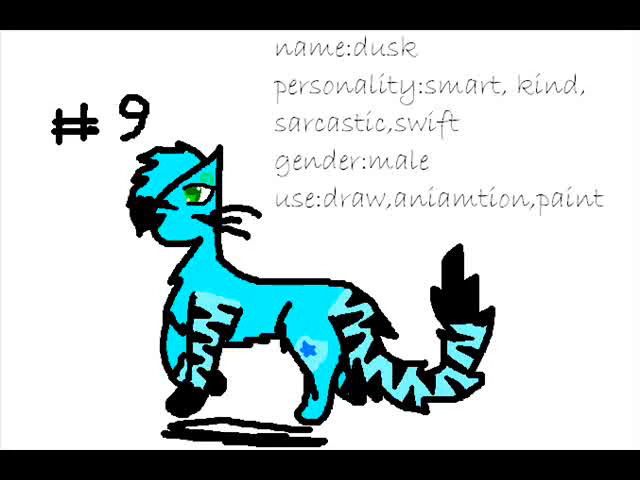 name:dusk
personality:smart, kind,
sarcastic,swift
gender:male
use:draw,aniamtion,paint
# 9